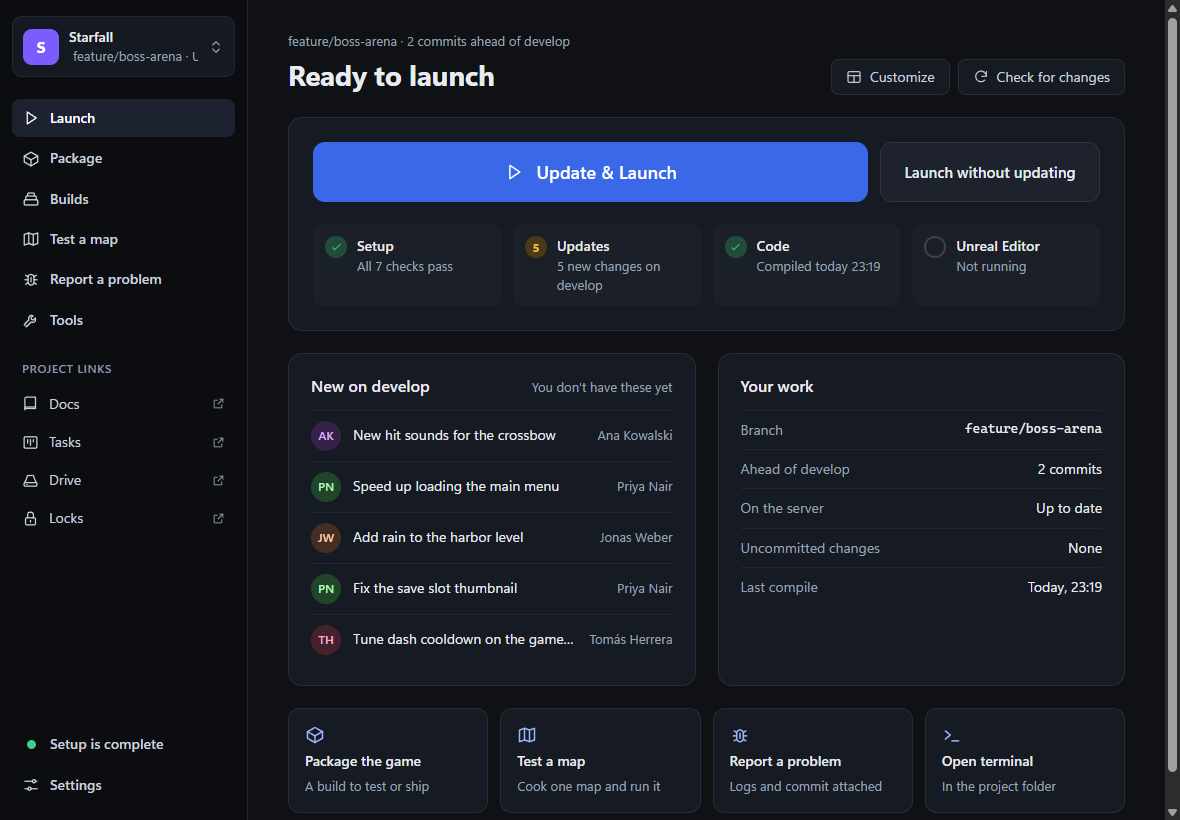 S
Starfall
feature/boss-arena · U
Launch
Package
Builds
Test a map
Report a problem
Tools
PROJECT LINKS
Docs
Tasks
Drive
Locks
Setup is complete
Settings
feature/boss-arena · 2 commits ahead of develop
Ready to launch
Customize
Check for changes
Update & Launch
Launch without updating
Setup
All 7 checks pass
5
Updates
5 new changes on
develop
Code
Compiled today 23:19
Unreal Editor
Not running
New on develop
You don't have these yet
AK New hit sounds for the crossbow Ana Kowalski
PN Speed up loading the main menu Priya Nair
JW Add rain to the harbor level Jonas Weber
PN Fix the save slot thumbnail Priya Nair
TH Tune dash cooldown on the game... Tomás Herrera
Your work
Branch feature/boss-arena
Ahead of develop 2 commits
On the server Up to date
Uncommitted changes None
Last compile Today, 23:19
Package the game
A build to test or ship
Test a map
Cook one map and run it
Report a problem
Logs and commit attached
Open terminal
In the project folder